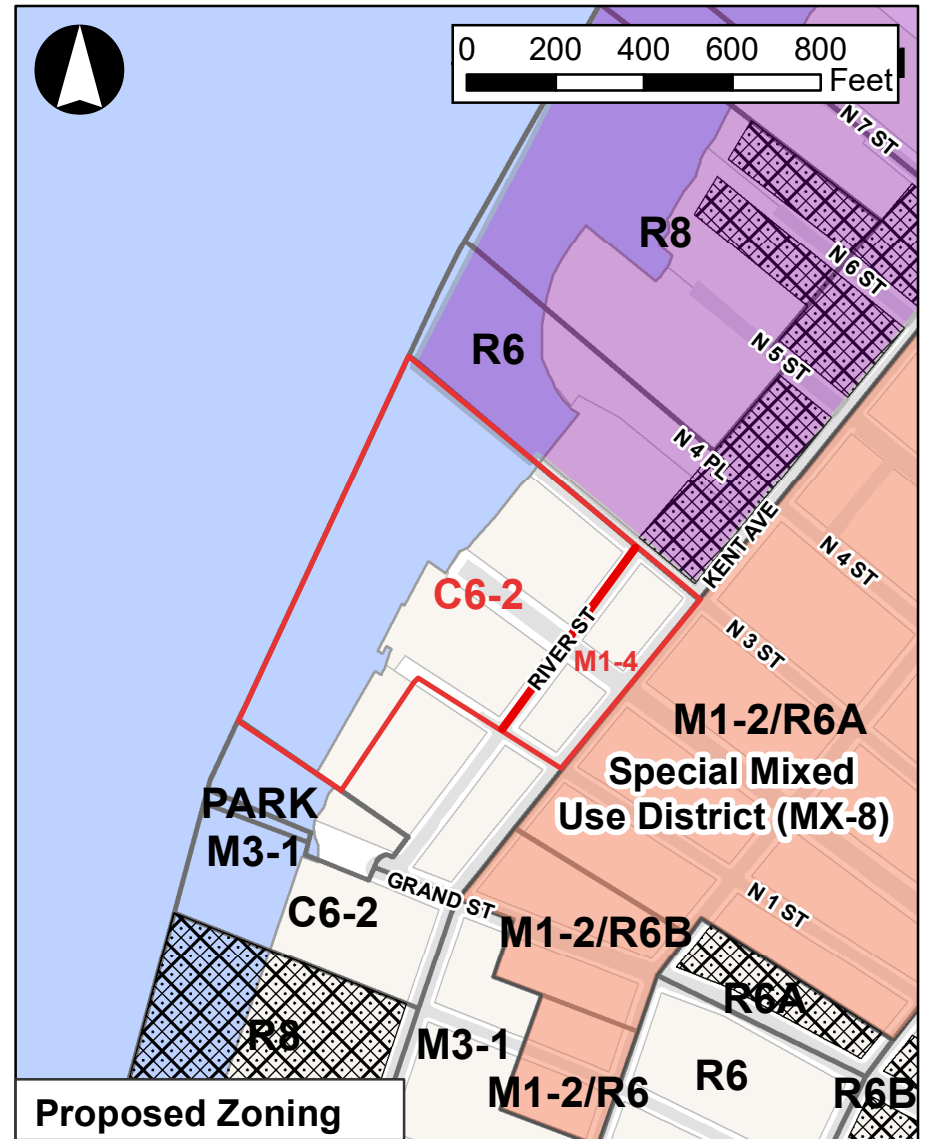 0 200 400 600 800
Feet
N 7 ST
R8
N 6 ST
R6
N 5 ST
N 4 PL
KENT AVE
N 4 ST
C6-2
RIVER ST
N 3 ST
M1-4
M1-2/R6A
Special Mixed
Use District (MX-8)
PARK
M3-1
GRAND ST
N 1 ST
C6-2
M1-2/R6B
R6A
R8
M3-1
R6
M1-2/R6
R6B
Proposed Zoning